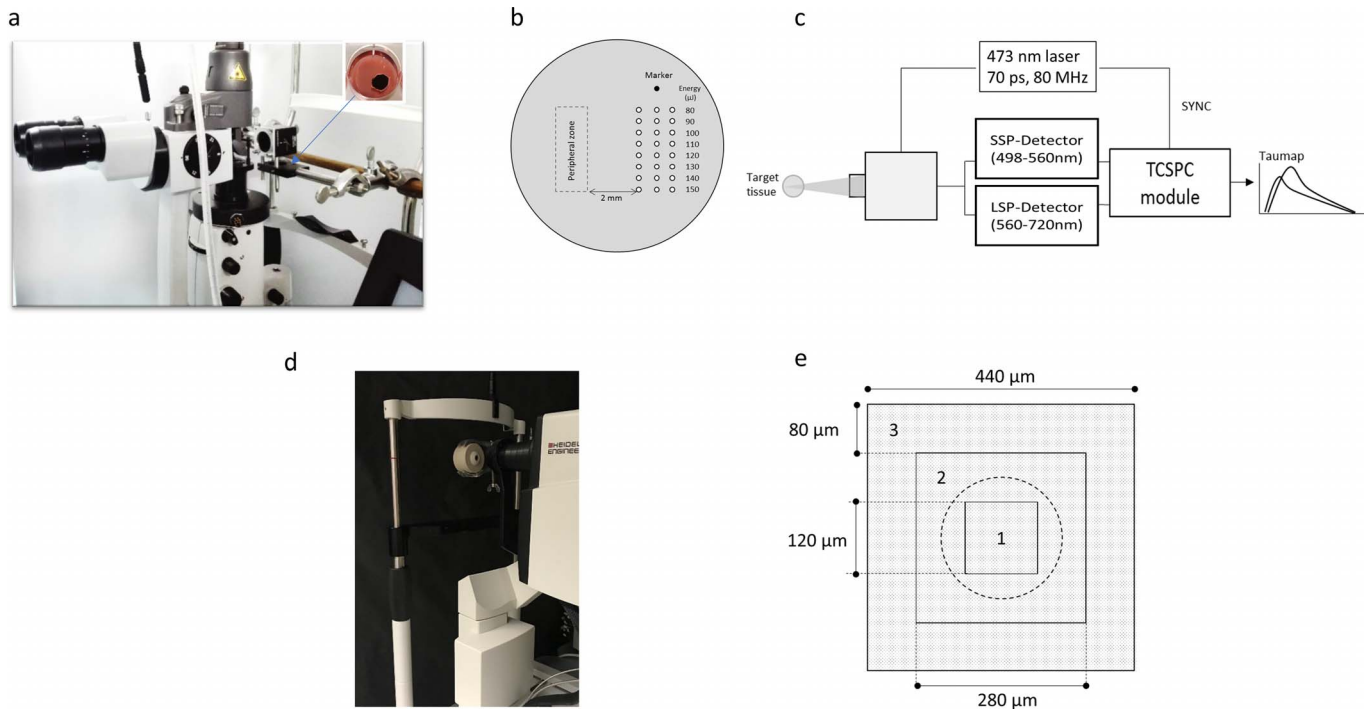 a
b
Marker
Energy
(µJ)
80
90
100
110
120
130
140
150
Peripheral zone
2 mm
c
473 nm laser
70 ps, 80 MHz
SYNC
SSP-Detector
(498-560nm)
LSP-Detector
(560-720nm)
Target
tissue
TCSPC
module
Taumap
d
HEIDEL
ENGINEE
e
440 µm
80 µm
3
2
120 µm
1
280 µm